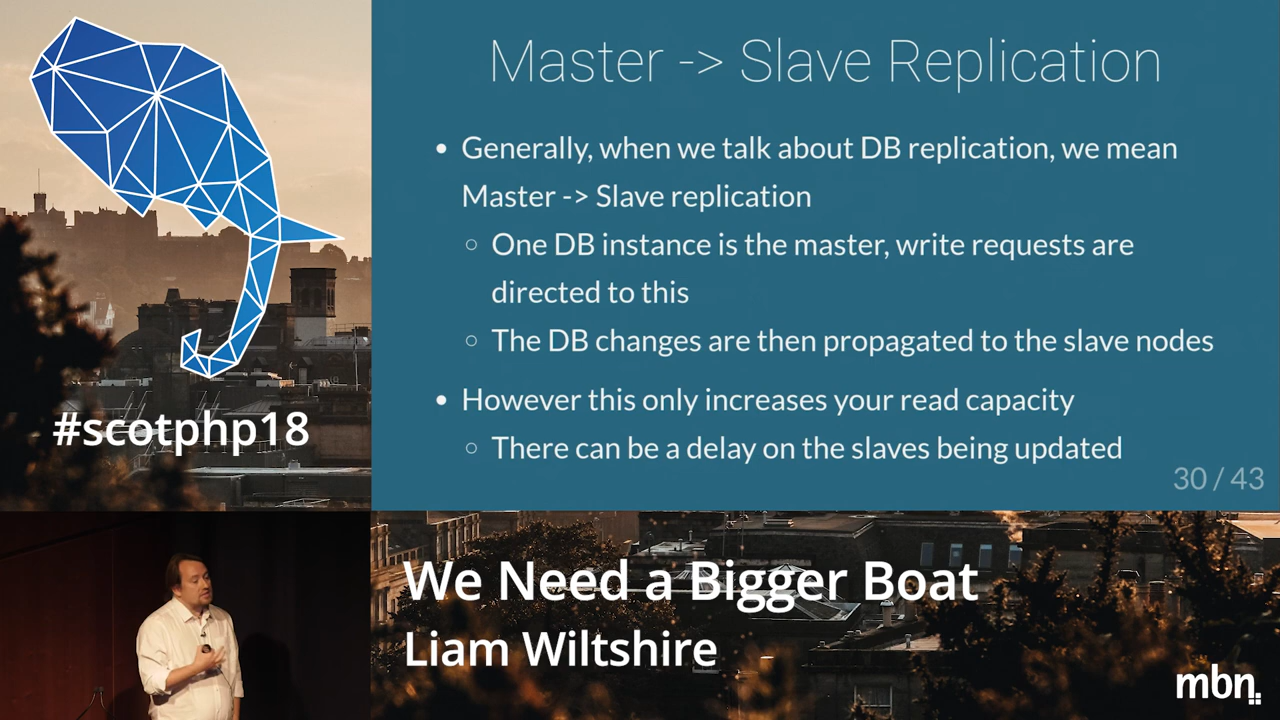 Master -> Slave Replication
• Generally, when we talk about DB replication, we mean
Master -> Slave replication
○ One DB instance is the master, write requests are
directed to this
○ The DB changes are then propagated to the slave nodes
• However this only increases your read capacity
○ There can be a delay on the slaves being updated
30 / 43
#scotphp18
We Need a Bigger Boat
Liam Wiltshire
mbn